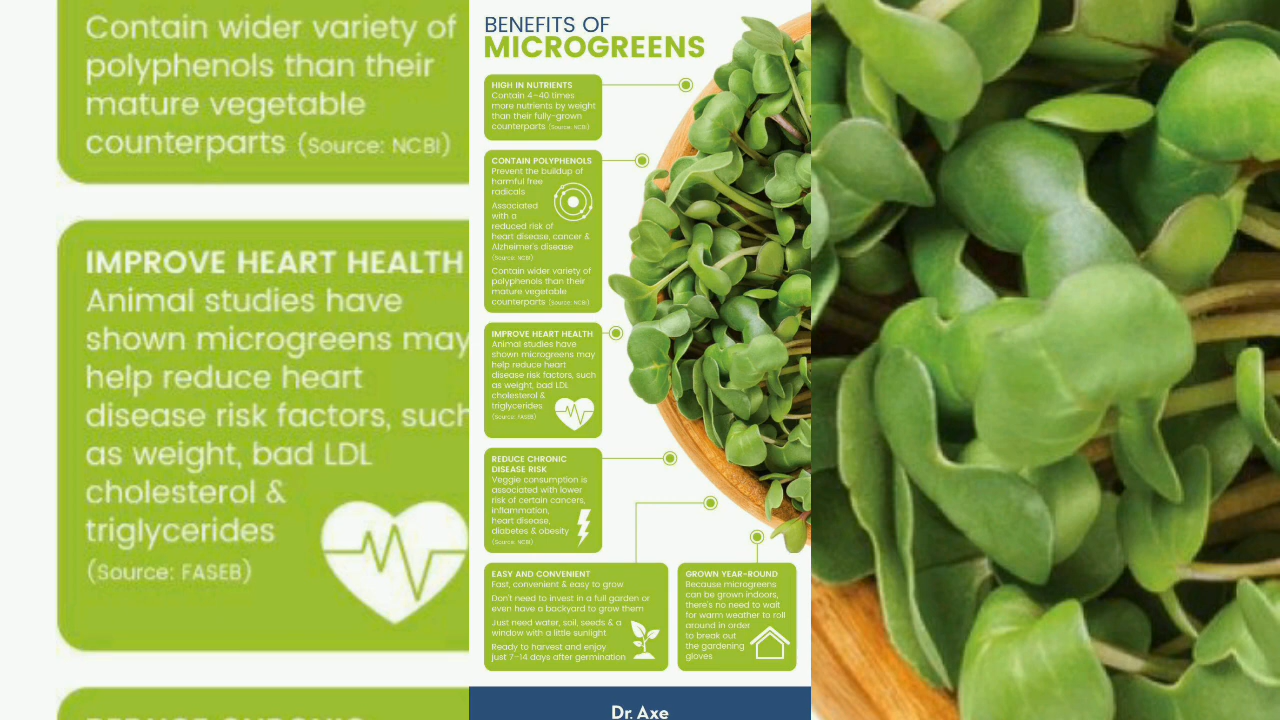 Contain wider variety of
polyphenols than their
mature vegetable
counterparts (Source: NCBI)
IMPROVE HEART HEALTH
Animal studies have
shown microgreens may
help reduce heart
disease risk factors, such
as weight, bad LDL
cholesterol &
triglycerides
(Source: FASEB)
BENEFITS OF
MICROGREENS
HIGH IN NUTRIENTS
Contain 4–40 times
more nutrients by weight
than their fully-grown
counterparts (Source: NCBI)
CONTAIN POLYPHENOLS
Prevent the buildup of
harmful free
radicals
Associated
with a
reduced risk of
heart disease, cancer &
Alzheimer's disease
(Source: NCBI)
Contain wider variety of
polyphenols than their
mature vegetable
counterparts (Source: NCBI)
IMPROVE HEART HEALTH
Animal studies have
shown microgreens may
help reduce heart
disease risk factors, such
as weight, bad LDL
cholesterol &
triglycerides
(Source: FASEB)
REDUCE CHRONIC
DISEASE RISK
Veggie consumption is
associated with lower
risk of certain cancers,
inflammation,
heart disease,
diabetes & obesity
(Source: NCBI)
EASY AND CONVENIENT
Fast, convenient & easy to grow
Don't need to invest in a full garden or
even have a backyard to grow them
Just need water, soil, seeds & a
window with a little sunlight
Ready to harvest and enjoy
just 7–14 days after germination
GROWN YEAR-ROUND
Because microgreens
can be grown indoors,
there's no need to wait
for warm weather to roll
around in order
to break out
the gardening
gloves
Dr. Axe